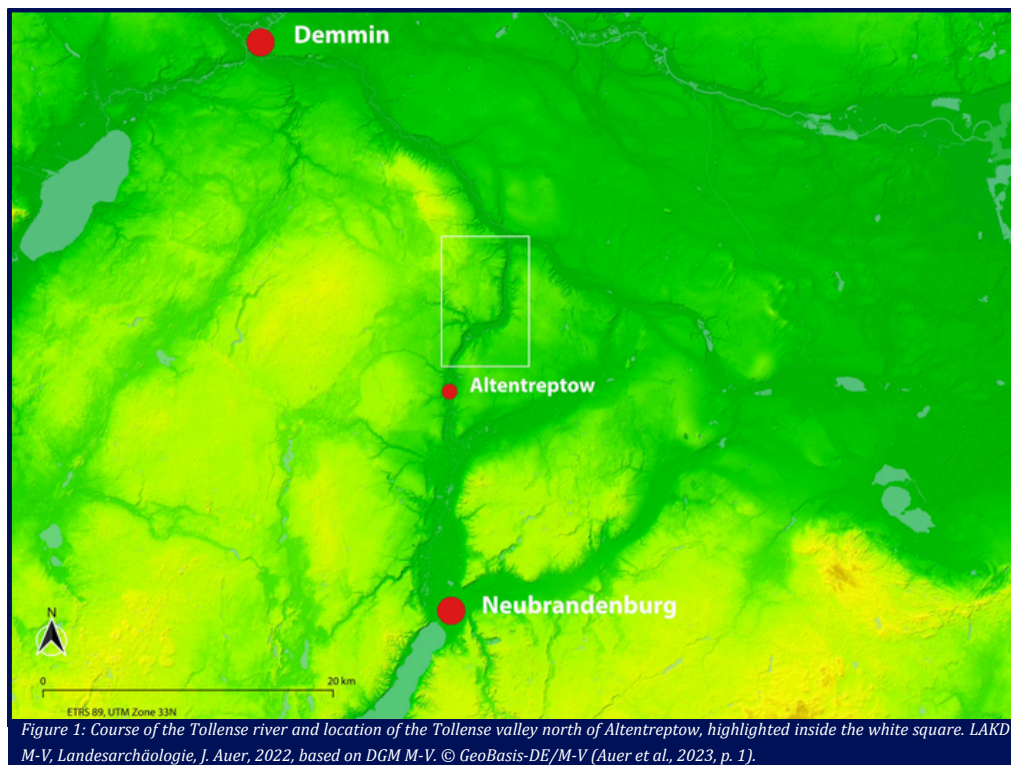 Demmin
Altentreptow
Neubrandenburg
N
0 20 km
ETRS 89, UTM Zone 33N
Figure 1: Course of the Tollense river and location of the Tollense valley north of Altentreptow, highlighted inside the white square. LAKD
M-V, Landesarchäologie, J. Auer, 2022, based on DGM M-V. © GeoBasis-DE/M-V (Auer et al., 2023, p. 1).